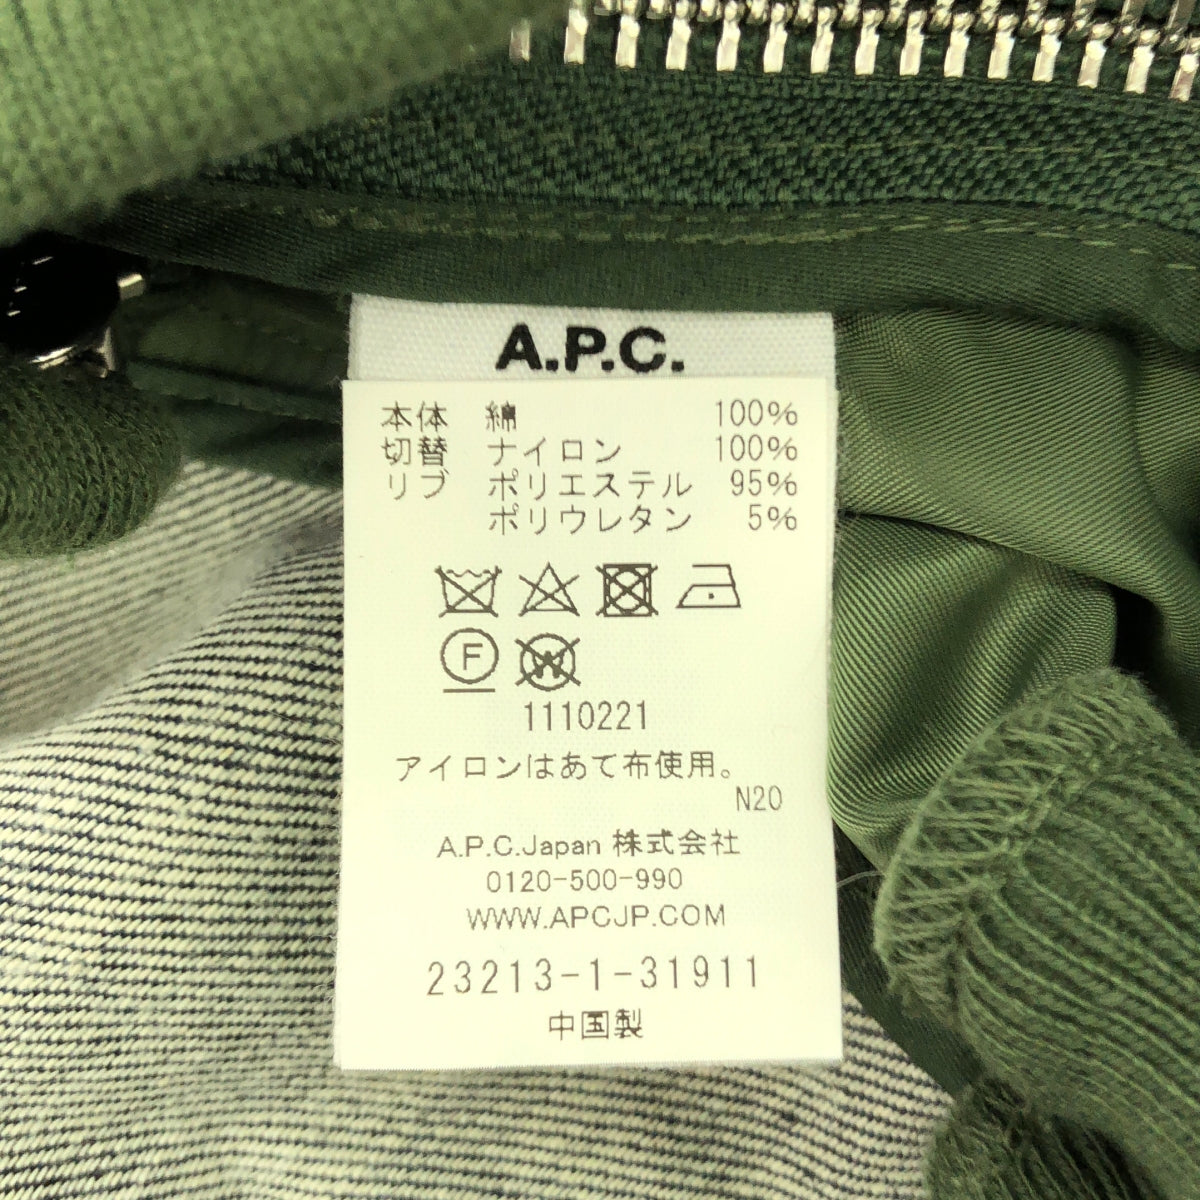 A.P.C.
本体 綿 100%
切替 ナイロン 100%
リブ ポリエステル 95%
ポリウレタン 5%
F W
1110221
アイロンはあて布使用。
N20
A.P.C.Japan 株式会社
0120-500-990
WWW.APCJP.COM
23213-1-31911
中国製